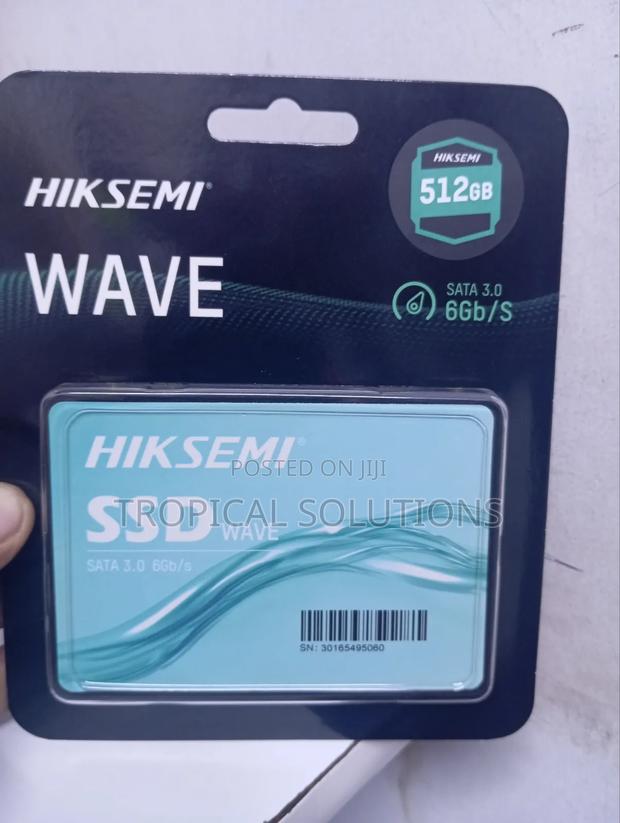 HIKSEMI®
WAVE
HIKSEMI
512GB
SATA 3.0
6Gb/S
HIKSEMI®
POSTED ON JIJI
SSD WAVE
TROPICAL SOLUTIONS
SATA 3.0 6Gb/s
SN: 30165495060